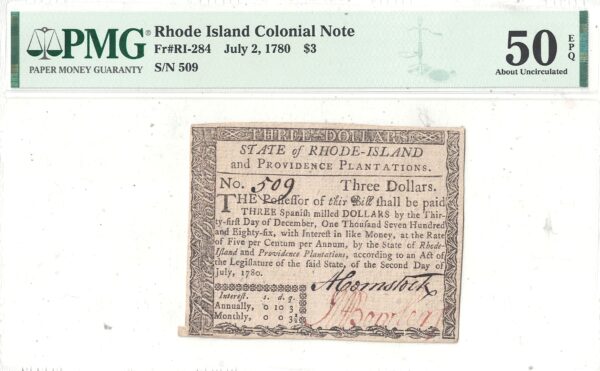 PMG
PAPER MONEY GUARANTY
Rhode Island Colonial Note
Fr#RI-284 July 2, 1780 $3
S/N 509
50 EPQ
About Uncirculated
THREE DOLLARS
STATE of RHODE-ISLAND
and PROVIDENCE PLANTATIONS.
No. 509 Three Dollars.
THE Possessor of this Bill shall be paid
THREE Spanish milled DOLLARS by the Thir-
ty-first Day of December, One Thousand Seven Hundred
and Eighty-six, with Interest in like Money, at the Rate
of Five per Centum per Annum, by the State of Rhode-
Island and Providence Plantations, according to an Act of
the Legislature of the said State, of the Second Day of
July, 1780.
Interest. s. d. q.
Annually, 0 10 3
Monthly, 0 0 3½
A Comstock